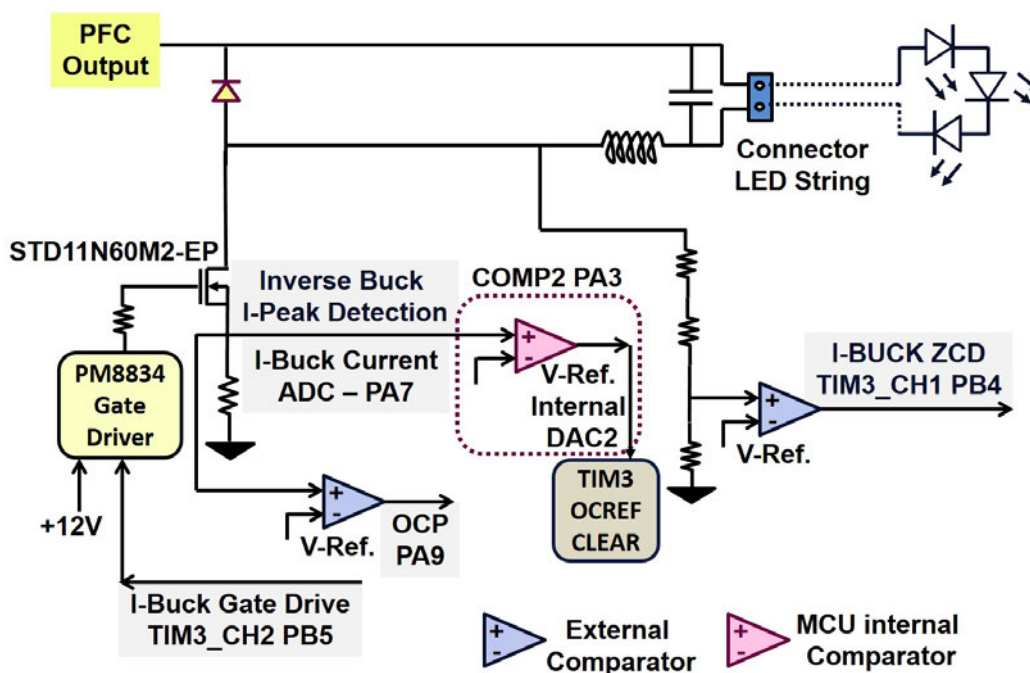 PFC
Output
Connector
LED String
STD11N60M2-EP
Inverse Buck
I-Peak Detection
COMP2 PA3
+
-
I-Buck Current
ADC – PA7
V-Ref.
Internal
DAC2
PM8834
Gate
Driver
I-BUCK ZCD
TIM3_CH1 PB4
+
-
V-Ref.
TIM3
OCREF
CLEAR
+12V
+
-
V-Ref.
OCP
PA9
I-Buck Gate Drive
TIM3_CH2 PB5
+
-
External
Comparator
+
-
MCU internal
Comparator